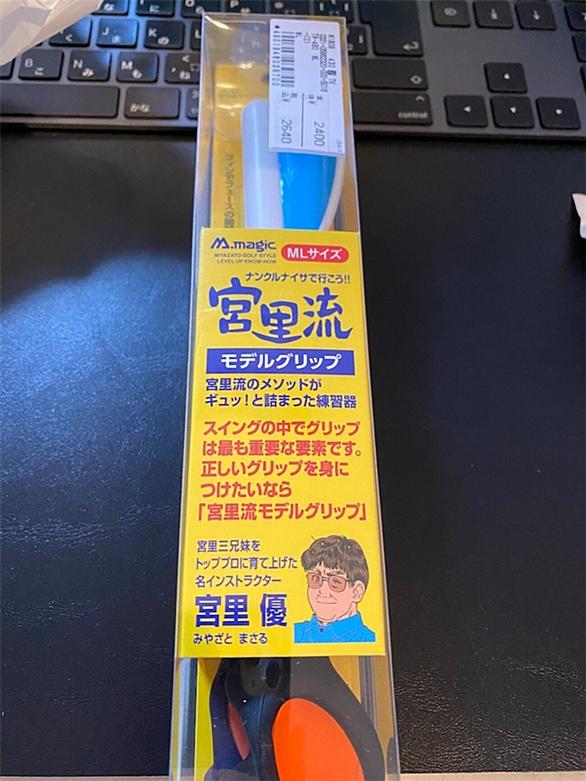 2400
2640
M.magic
MIYAZATO GOLF STYLE
LEVEL UP KNOW-HOW
MLサイズ
ナンクルナイサで行こう!!
宮里流
モデルグリップ
宮里流のメソッドが
ギュッ!と詰まった練習器
スイングの中でグリップ
は最も重要な要素です。
正しいグリップを身に
つけたいなら
「宮里流モデルグリップ」
宮里三兄妹を
トッププロに育て上げた
名インストラクター
宮里 優
みやざと まさる
control
かな